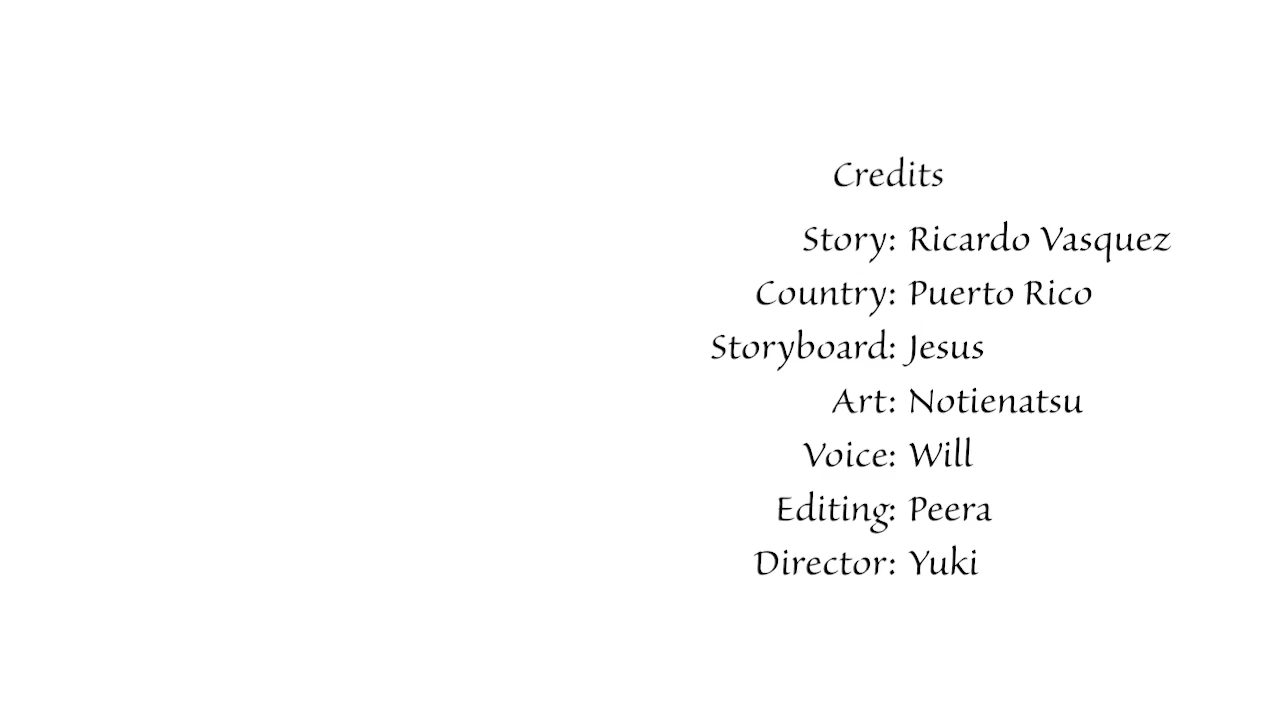 Credits
Story: Ricardo Vasquez
Country: Puerto Rico
Storyboard: Jesus
Art: Notienatsu
Voice: Will
Editing: Peera
Director: Yuki